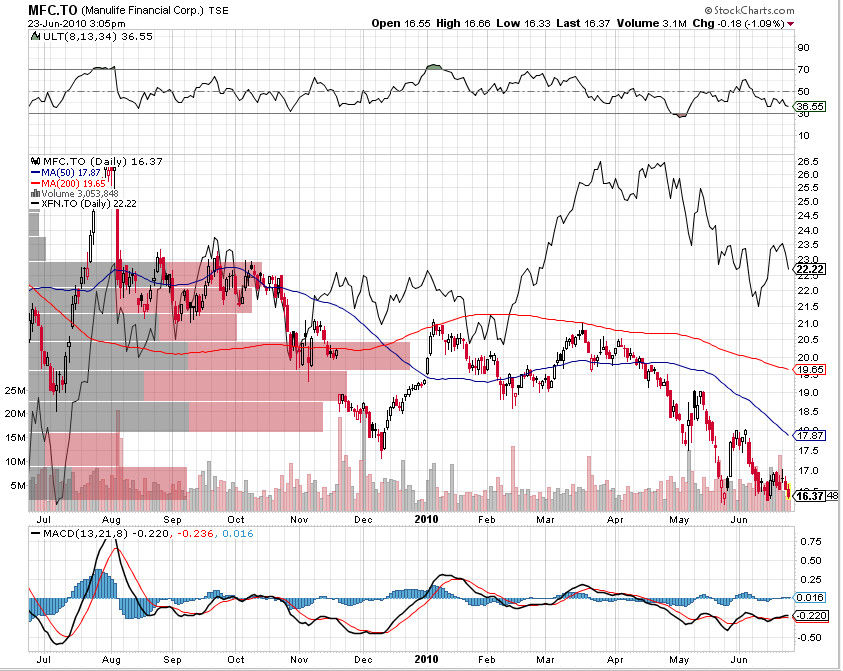 MFC.TO (Manulife Financial Corp.) TSE
© StockCharts.com
23-Jun-2010 3:05pm
Open 16.55 High 16.66 Low 16.33 Last 16.37 Volume 3.1M Chg -0.18 (-1.09%)
ULT(8,13,34) 36.55
90
70
50
36.55
30
10
MFC.TO (Daily) 16.37
MA(50) 17.87
MA(200) 19.65
Volume 3,053,848
XFN.TO (Daily) 22.22
26.5
26.0
25.5
25.0
24.5
24.0
23.5
23.0
22.22
22.0
21.5
21.0
20.5
20.0
19.65
19.0
18.5
17.87
17.0
16.37
48
25M
20M
15M
10M
5M
Jul Aug Sep Oct Nov Dec 2010 Feb Mar Apr May Jun
MACD(13,21,8) -0.220, -0.236, 0.016
0.75
0.50
0.25
0.016
-0.220
-0.50
Jul Aug Sep Oct Nov Dec 2010 Feb Mar Apr May Jun